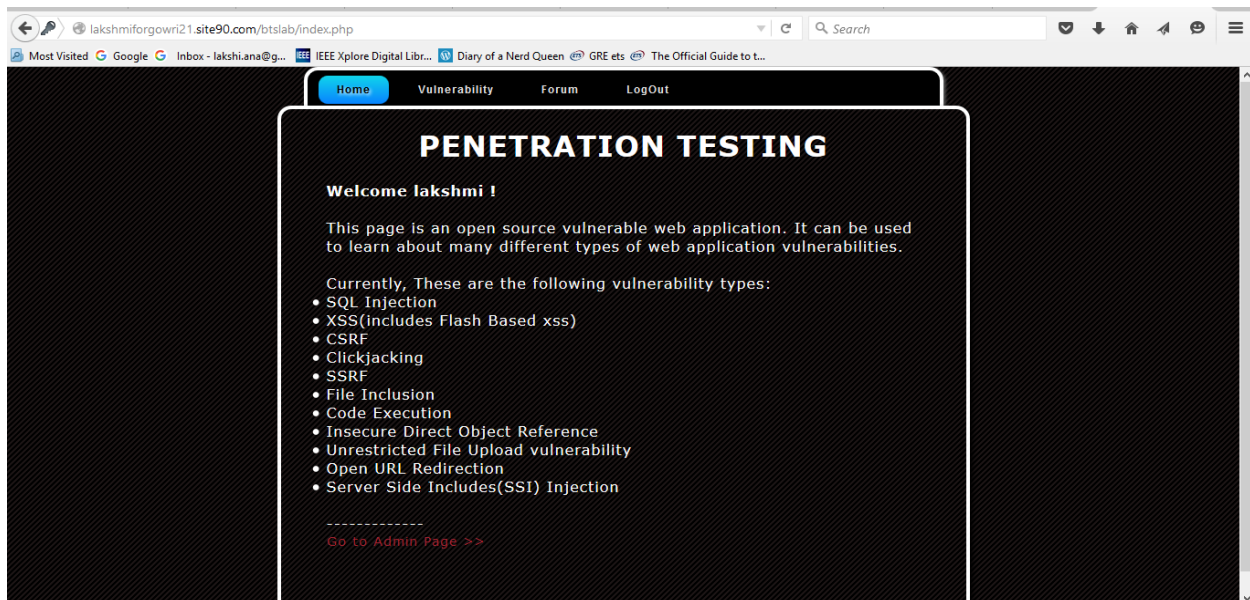 lakshmiforgowri21.site90.com/btslab/index.php
Search
Most Visited Google Inbox - lakshi.ana@g... IEEE Xplore Digital Libr... Diary of a Nerd Queen GRE ets The Official Guide to t...
Home Vulnerability Forum LogOut
PENETRATION TESTING
Welcome lakshmi !
This page is an open source vulnerable web application. It can be used
to learn about many different types of web application vulnerabilities.
Currently, These are the following vulnerability types:
• SQL Injection
• XSS(includes Flash Based xss)
• CSRF
• Clickjacking
• SSRF
• File Inclusion
• Code Execution
• Insecure Direct Object Reference
• Unrestricted File Upload vulnerability
• Open URL Redirection
• Server Side Includes(SSI) Injection
-------------
Go to Admin Page >>